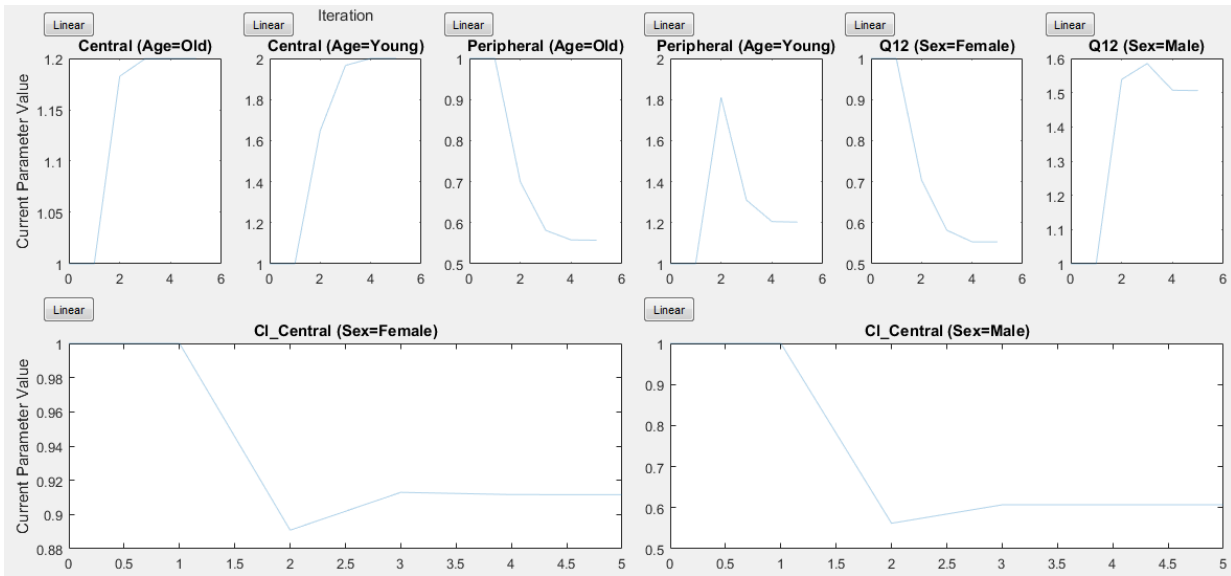 Iteration
Linear Linear Linear Linear Linear Linear
Central (Age=Old) Central (Age=Young) Peripheral (Age=Old) Peripheral (Age=Young) Q12 (Sex=Female) Q12 (Sex=Male)
Current Parameter Value
1.2
1.15
1.1
1.05
1
0 2 4 6
2
1.8
1.6
1.4
1.2
1
0 2 4 6
1
0.9
0.8
0.7
0.6
0.5
0 2 4 6
2
1.8
1.6
1.4
1.2
1
0 2 4 6
1
0.9
0.8
0.7
0.6
0.5
0 2 4 6
1.6
1.5
1.4
1.3
1.2
1.1
1
0 2 4 6
Linear
Cl_Central (Sex=Female)
Current Parameter Value
1
0.98
0.96
0.94
0.92
0.9
0.88
0 0.5 1 1.5 2 2.5 3 3.5 4 4.5 5
Linear
Cl_Central (Sex=Male)
1
0.9
0.8
0.7
0.6
0.5
0 0.5 1 1.5 2 2.5 3 3.5 4 4.5 5